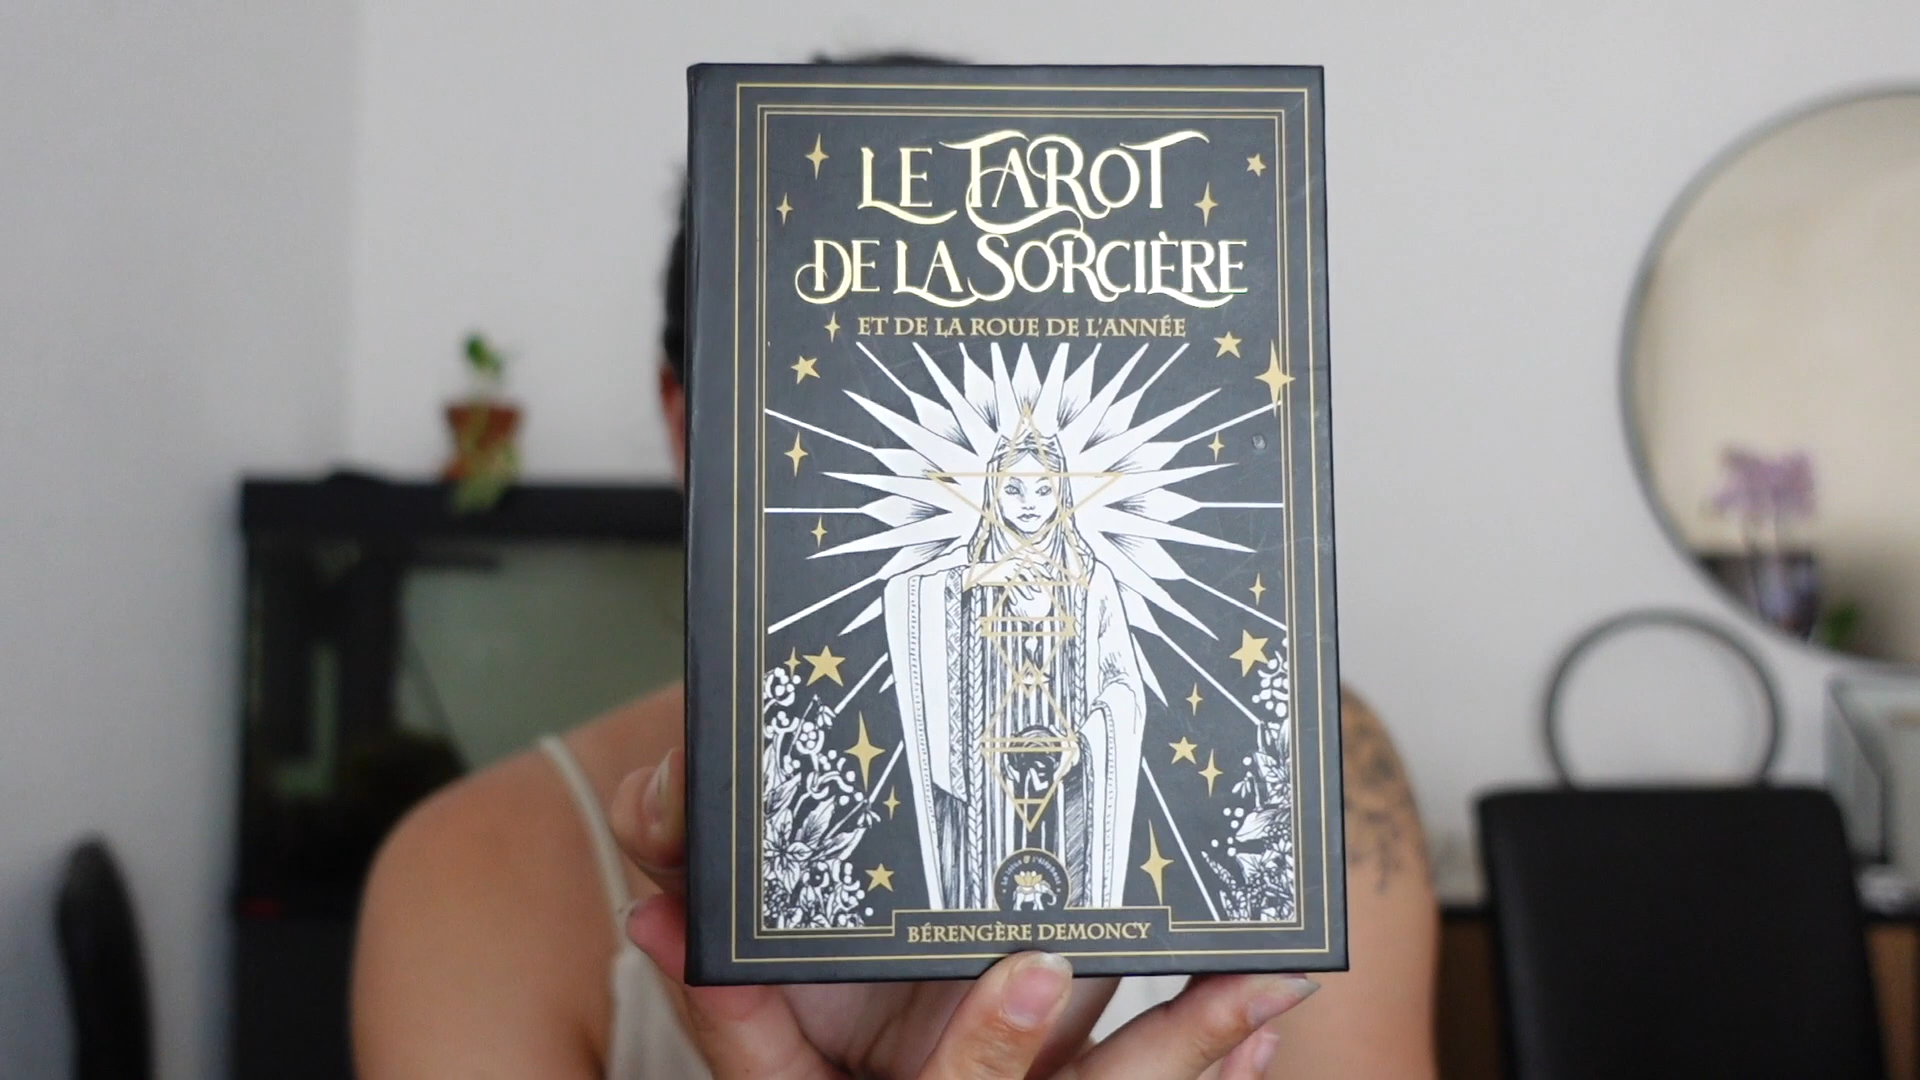 LE TAROT
DE LA SORCIÈRE
ET DE LA ROUE DE L'ANNÉE
BÉRENGÈRE DEMONCY